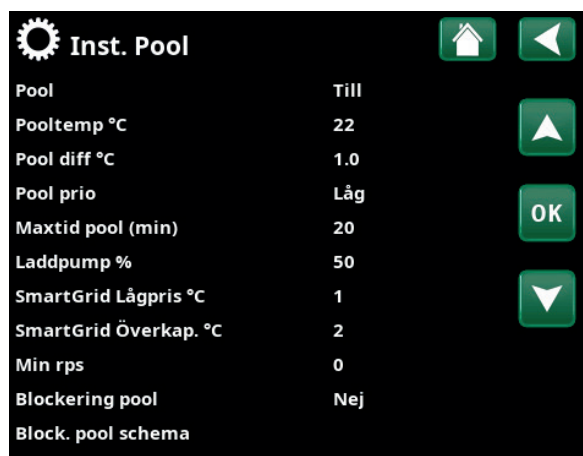 Inst. Pool
Pool Till
Pooltemp °C 22
Pool diff °C 1.0
Pool prio Låg
Maxtid pool (min) 20
OK
Laddpump % 50
SmartGrid Lågpris °C 1
SmartGrid Överkap. °C 2
Min rps 0
Blockering pool Nej
Block. pool schema